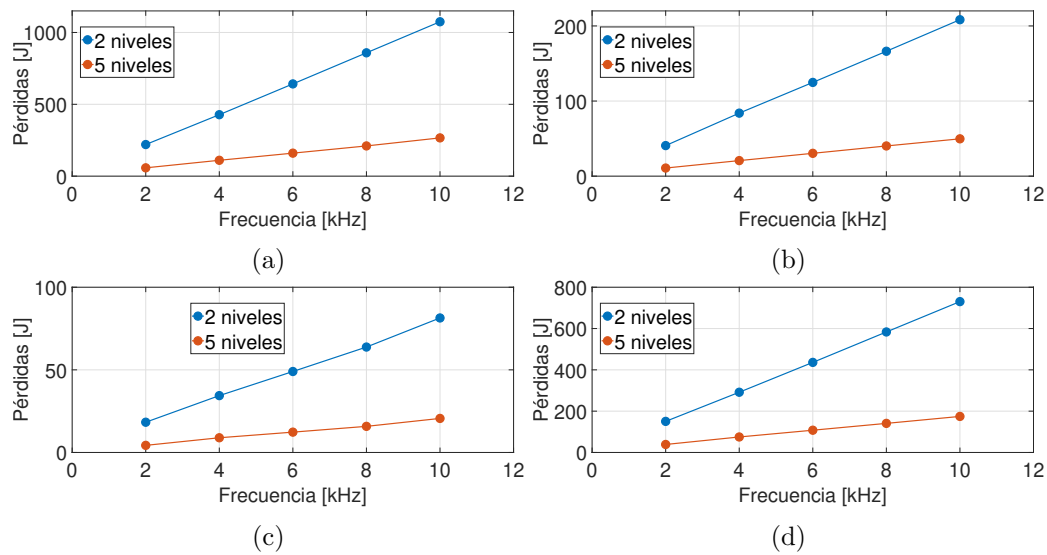 Pérdidas [J]
1000
500
0
2 niveles
5 niveles
0 2 4 6 8 10 12
Frecuencia [kHz]
(a)
Pérdidas [J]
200
100
0
2 niveles
5 niveles
0 2 4 6 8 10 12
Frecuencia [kHz]
(b)
Pérdidas [J]
100
50
0
2 niveles
5 niveles
0 2 4 6 8 10 12
Frecuencia [kHz]
(c)
Pérdidas [J]
800
600
400
200
0
2 niveles
5 niveles
0 2 4 6 8 10 12
Frecuencia [kHz]
(d)